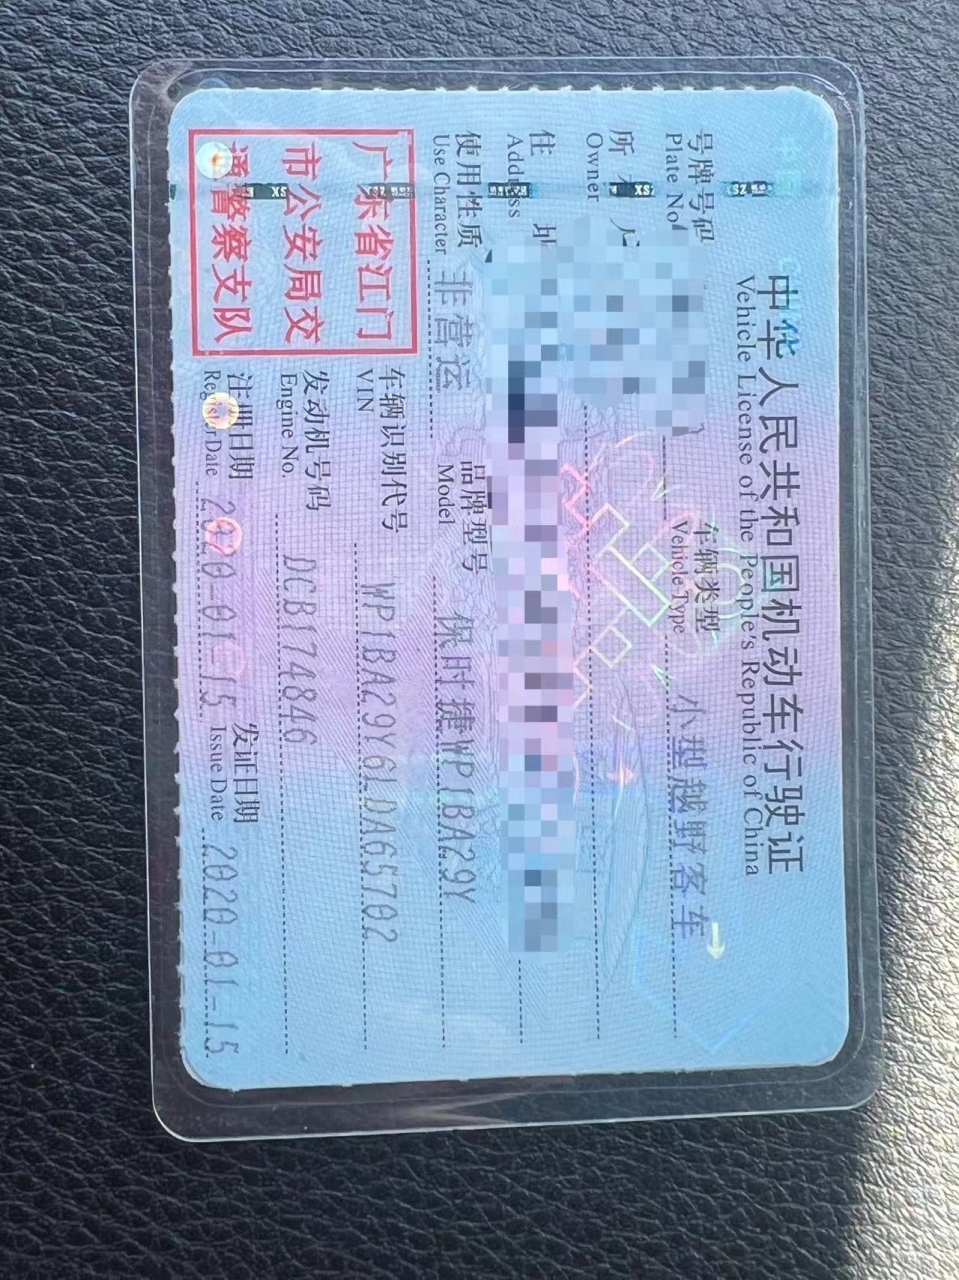 中华人民共和国机动车行驶证
Vehicle License of the People's Republic of China
号牌号码
Plate No
车辆类型 小型越野客车
Vehicle Type
所有人
Owner
住址
Address
使用性质 非营运
Use Character
品牌型号 保时捷WP1BA29Y
Model
广东省江门
市公安局交
通警察支队
车辆识别代号 WP1BA29Y6LDA65702
VIN
发动机号码 DCB174846
Engine No.
注册日期 2020-01-15
Register Date
发证日期 2020-01-15
Issue Date